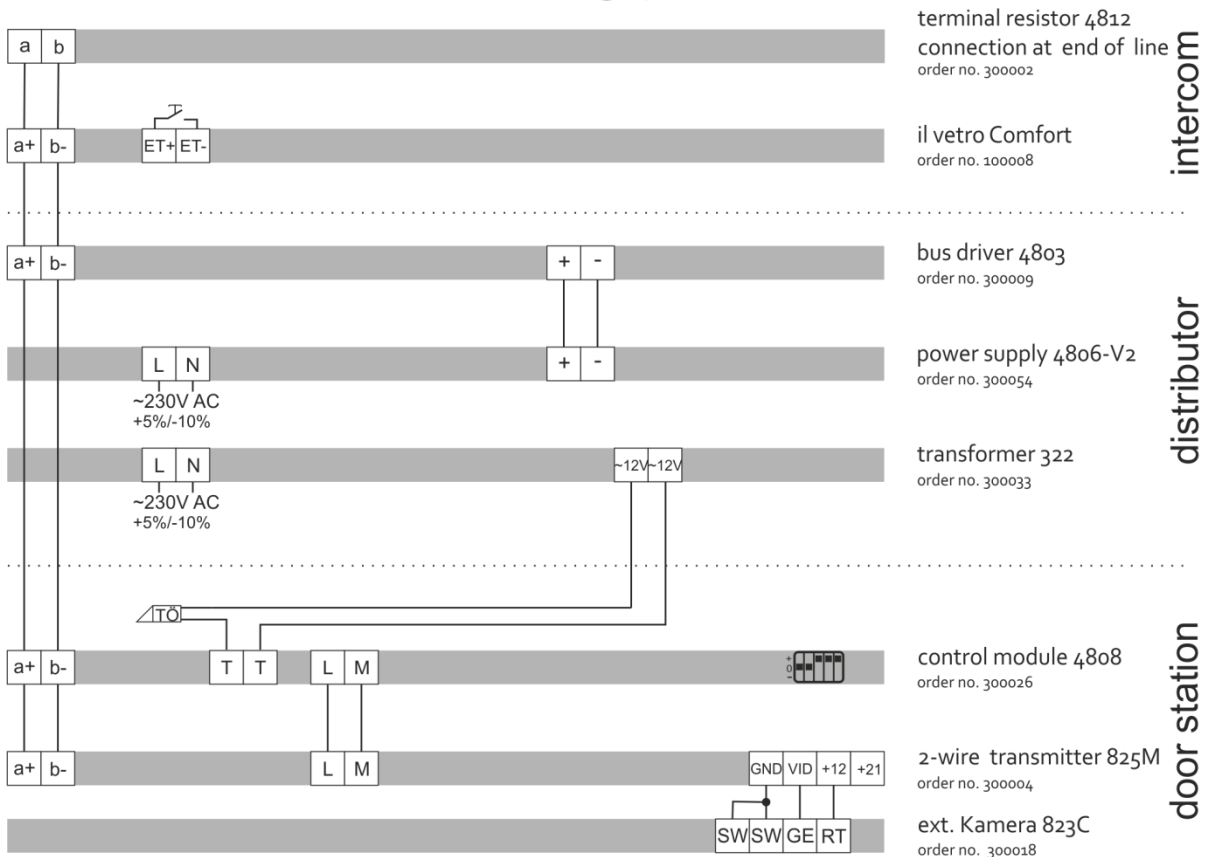 terminal resistor 4812
connection at end of line
order no. 300002
a b
intercom
il vetro Comfort
order no. 100008
a+ b- ET+ ET-
bus driver 4803
order no. 300009
a+ b- + -
distributor
power supply 4806-V2
order no. 300054
L N + -
~230V AC
+5%/-10%
transformer 322
order no. 300033
L N ~12V ~12V
~230V AC
+5%/-10%
TÖ
control module 4808
order no. 300026
a+ b- T T L M + 0 -
door station
2-wire transmitter 825M
order no. 300004
a+ b- L M GND VID +12 +21
ext. Kamera 823C
order no. 300018
SW SW GE RT